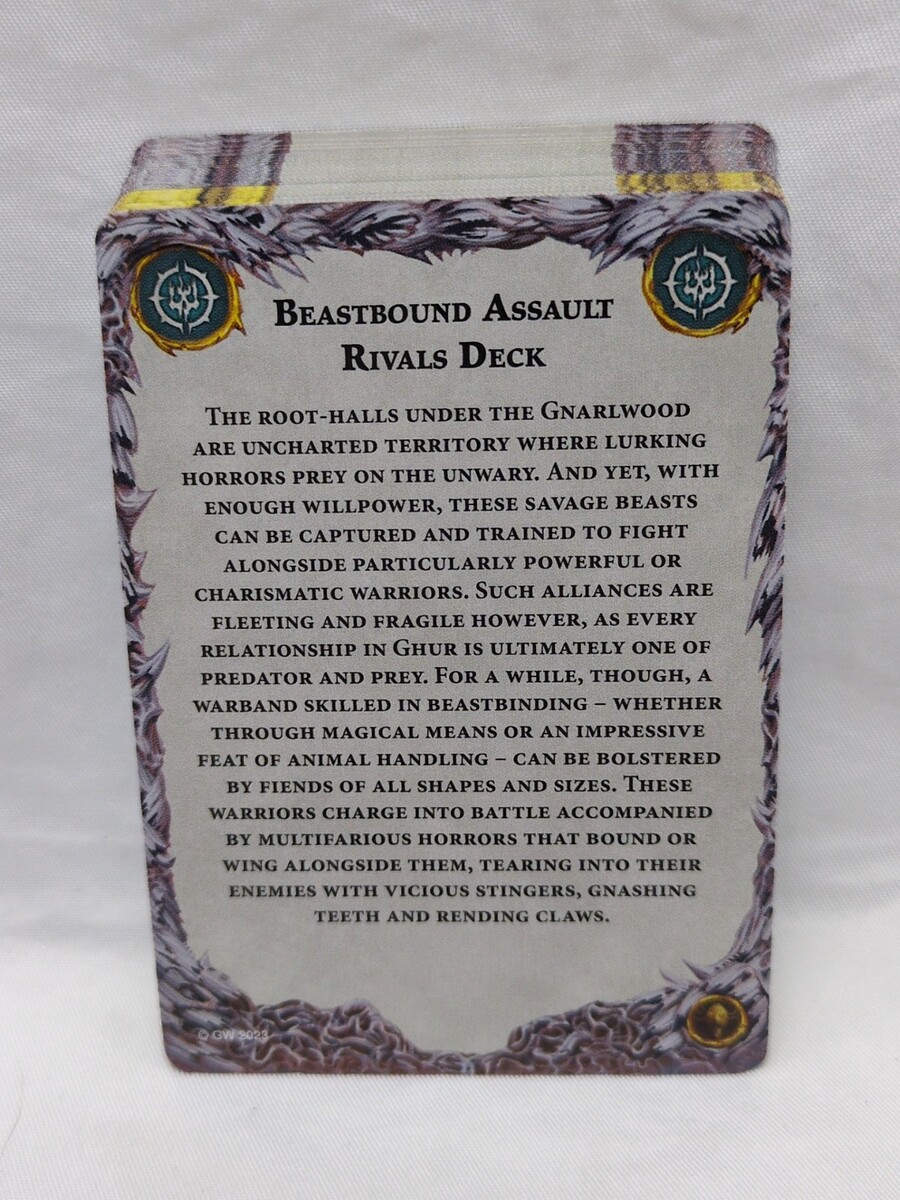 Beastbound Assault
Rivals Deck
The root-halls under the Gnarlwood
are uncharted territory where lurking
horrors prey on the unwary. And yet, with
enough willpower, these savage beasts
can be captured and trained to fight
alongside particularly powerful or
charismatic warriors. Such alliances are
fleeting and fragile however, as every
relationship in Ghur is ultimately one of
predator and prey. For a while, though, a
warband skilled in beastbinding – whether
through magical means or an impressive
feat of animal handling – can be bolstered
by fiends of all shapes and sizes. These
warriors charge into battle accompanied
by multifarious horrors that bound or
wing alongside them, tearing into their
enemies with vicious stingers, gnashing
teeth and rending claws.
© GW 2023